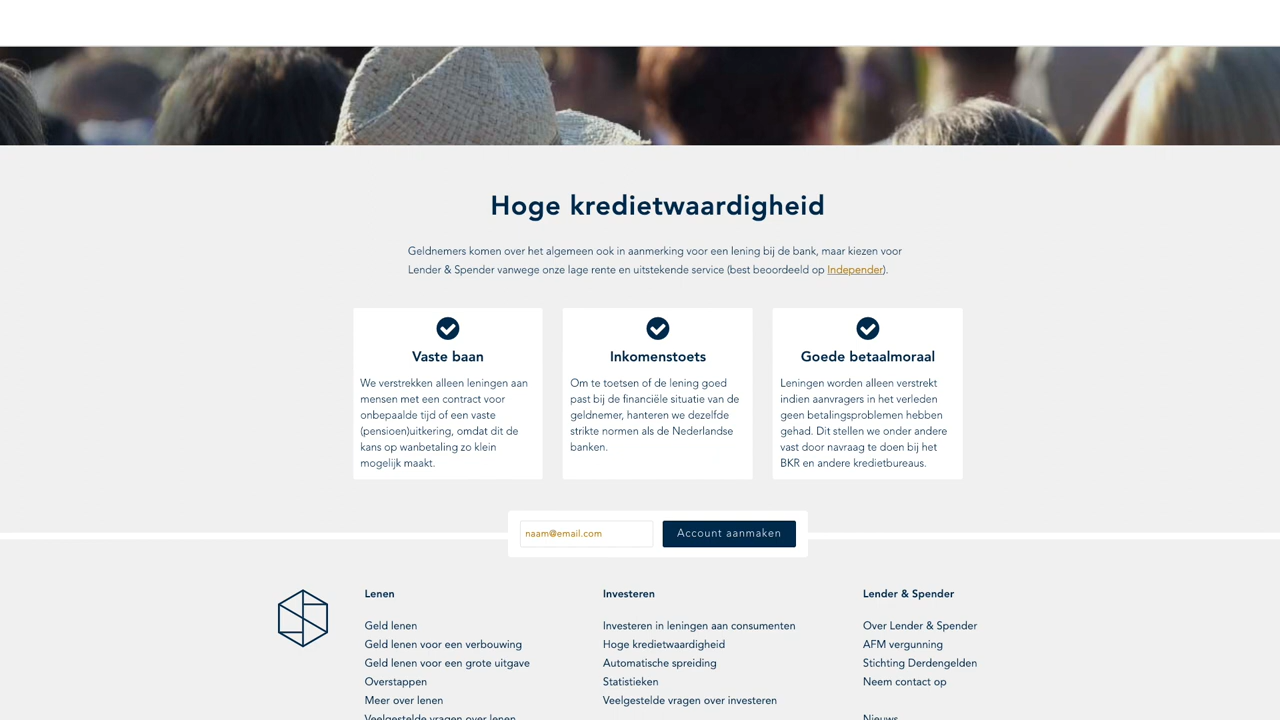 Hoge kredietwaardigheid
Geldnemers komen over het algemeen ook in aanmerking voor een lening bij de bank, maar kiezen voor
Lender & Spender vanwege onze lage rente en uitstekende service (best beoordeeld op Independer).
Vaste baan
We verstrekken alleen leningen aan
mensen met een contract voor
onbepaalde tijd of een vaste
(pensioen)uitkering, omdat dit de
kans op wanbetaling zo klein
mogelijk maakt.
Inkomenstoets
Om te toetsen of de lening goed
past bij de financiële situatie van de
geldnemer, hanteren we dezelfde
strikte normen als de Nederlandse
banken.
Goede betaalmoraal
Leningen worden alleen verstrekt
indien aanvragers in het verleden
geen betalingsproblemen hebben
gehad. Dit stellen we onder andere
vast door navraag te doen bij het
BKR en andere kredietbureaus.
naam@email.com
Account aanmaken
Lenen
Geld lenen
Geld lenen voor een verbouwing
Geld lenen voor een grote uitgave
Overstappen
Meer over lenen
Veelgestelde vragen over lenen
Investeren
Investeren in leningen aan consumenten
Hoge kredietwaardigheid
Automatische spreiding
Statistieken
Veelgestelde vragen over investeren
Lender & Spender
Over Lender & Spender
AFM vergunning
Stichting Derdengelden
Neem contact op
Nieuws